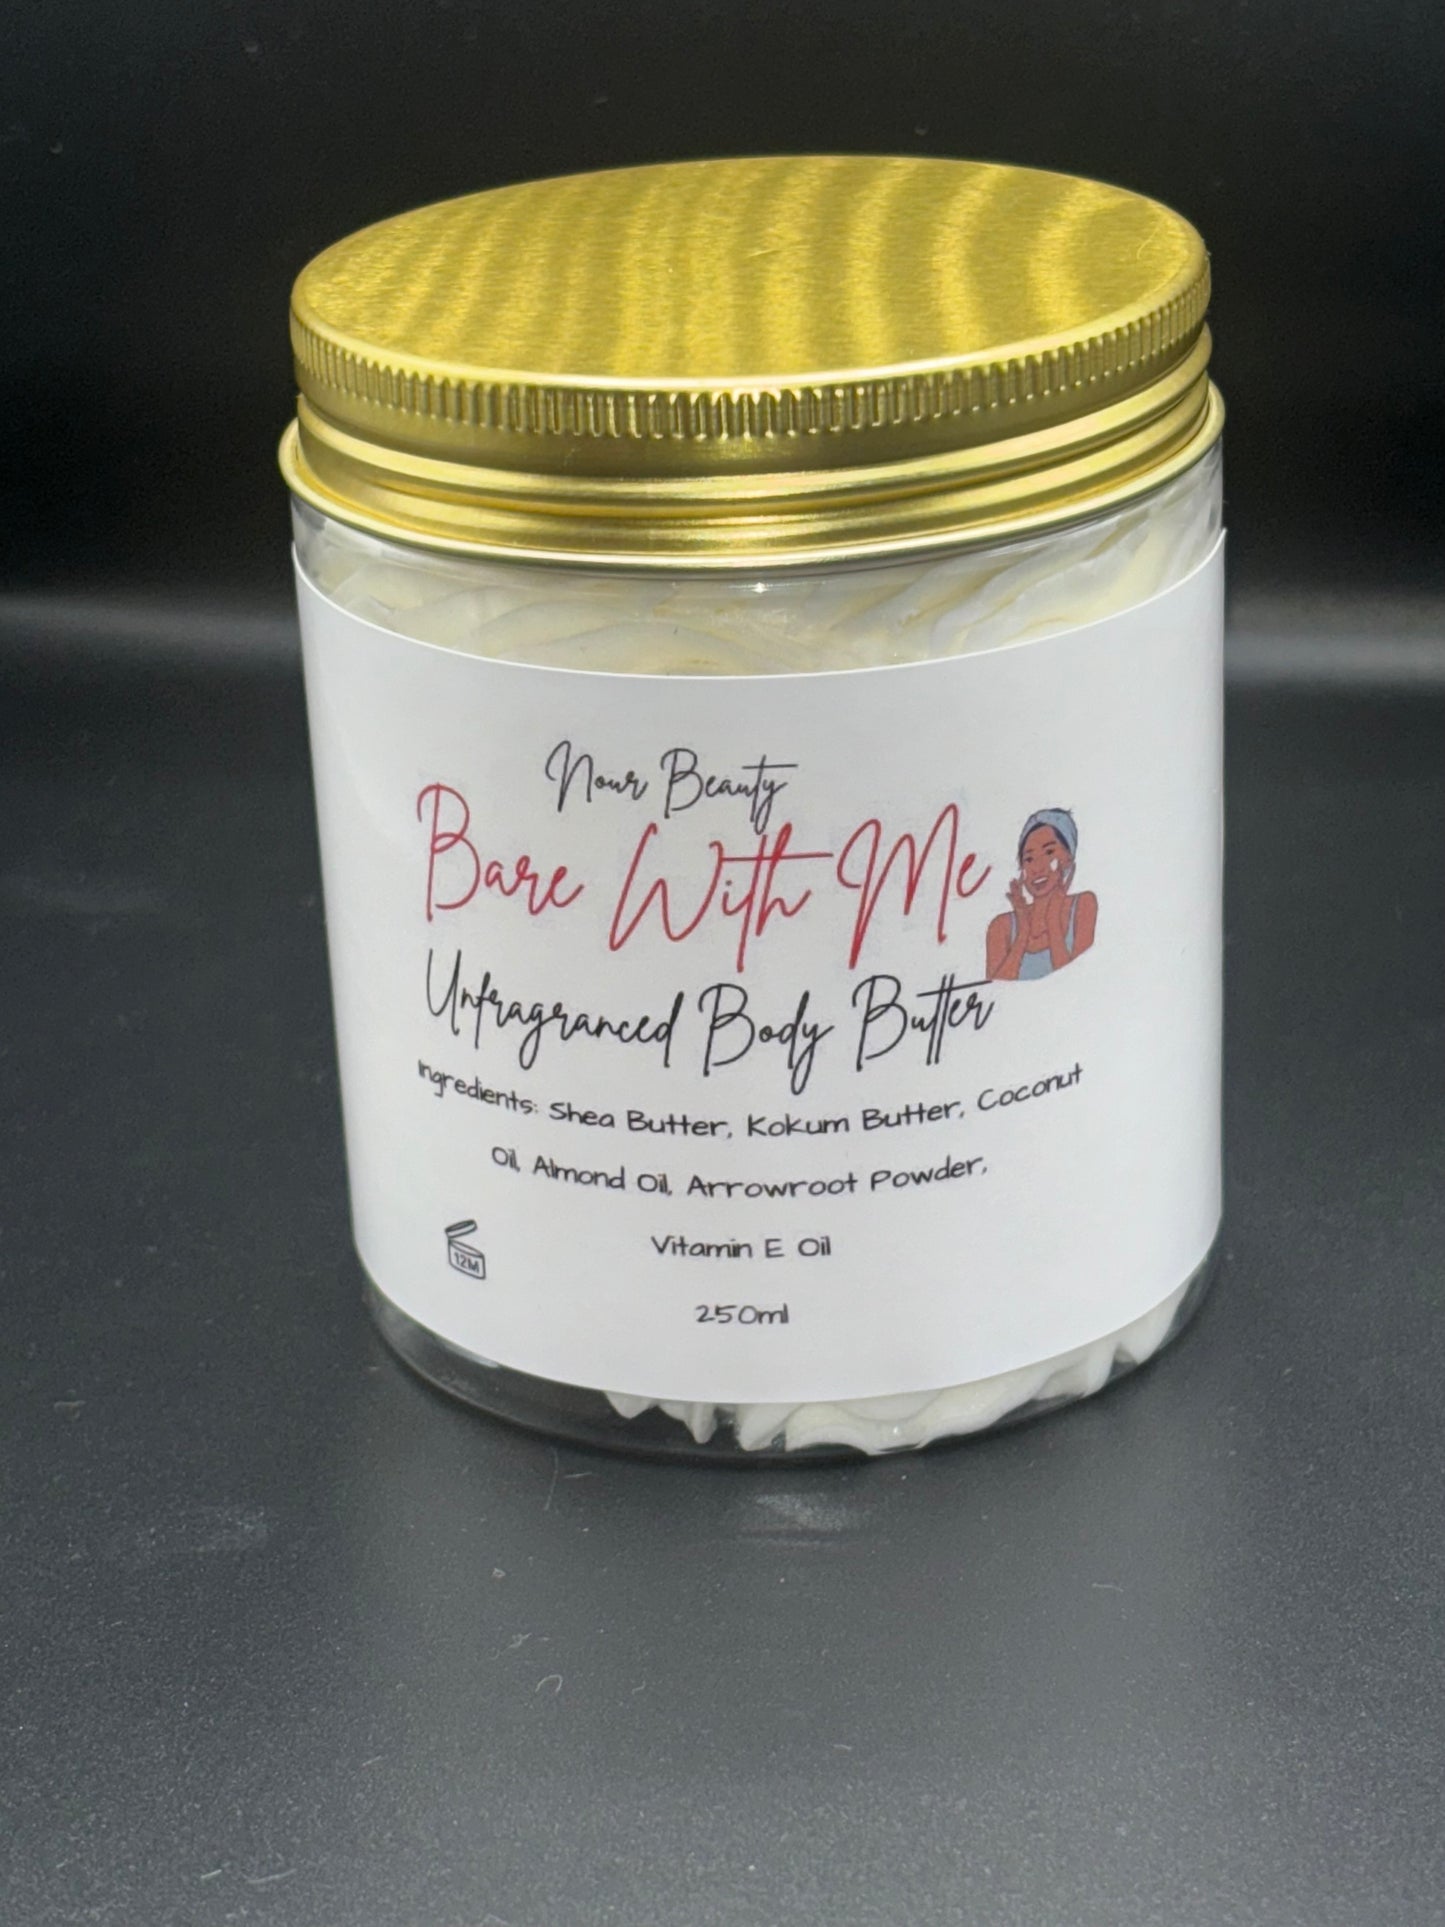 Nour Beauty
Bare With Me
Unfragranced Body Butter
Ingredients: Shea Butter, Kokum Butter, Coconut
Oil, Almond Oil, Arrowroot Powder,
Vitamin E Oil
12M
250ml